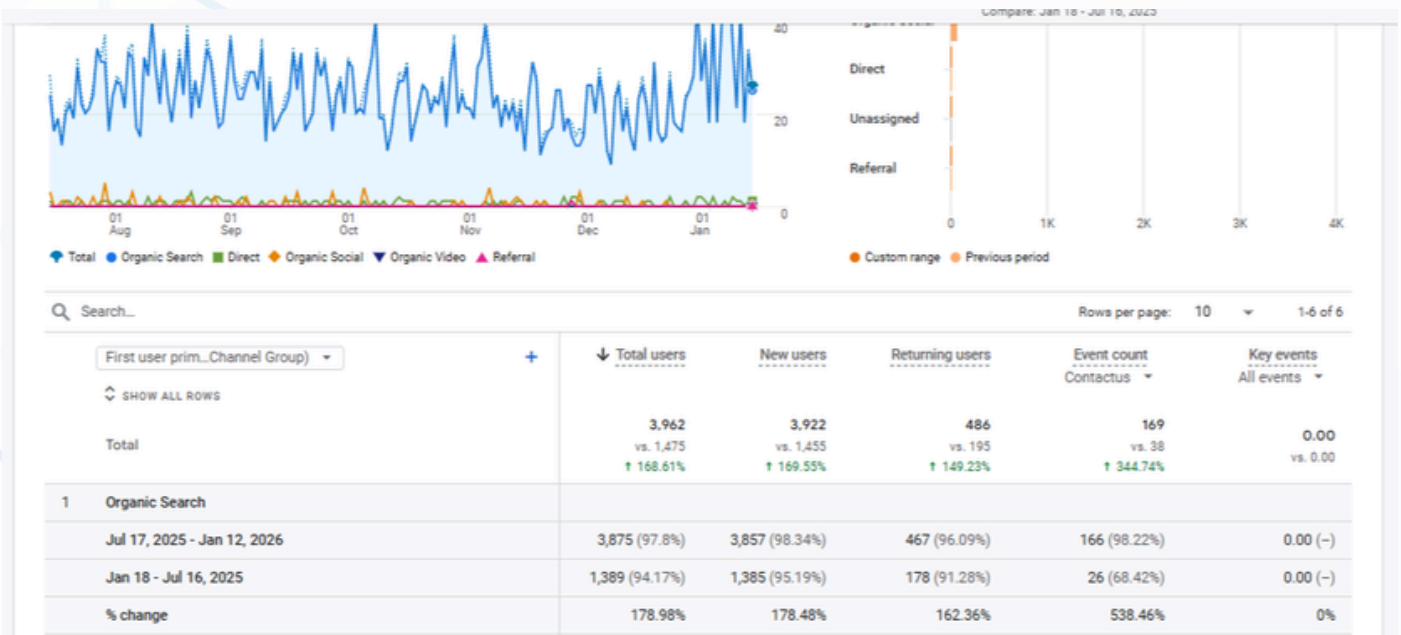 Compare: Jan 18 - Jul 16, 2025
40
20
0
01 Aug
01 Sep
01 Oct
01 Nov
01 Dec
01 Jan
Total Organic Search Direct Organic Social Organic Video Referral
Organic Social
Direct
Unassigned
Referral
0 1K 2K 3K 4K
Custom range Previous period
Search... Rows per page: 10 1-6 of 6
First user prim...Channel Group) + Total users New users Returning users Event count Key events
Contactus All events
SHOW ALL ROWS
3,962 3,922 486 169 0.00
Total vs. 1,475 vs. 1,455 vs. 195 vs. 38 vs. 0.00
↑ 168.61% ↑ 169.55% ↑ 149.23% ↑ 344.74%
1 Organic Search
Jul 17, 2025 - Jan 12, 2026 3,875 (97.8%) 3,857 (98.34%) 467 (96.09%) 166 (98.22%) 0.00 (–)
Jan 18 - Jul 16, 2025 1,389 (94.17%) 1,385 (95.19%) 178 (91.28%) 26 (68.42%) 0.00 (–)
% change 178.98% 178.48% 162.36% 538.46% 0%